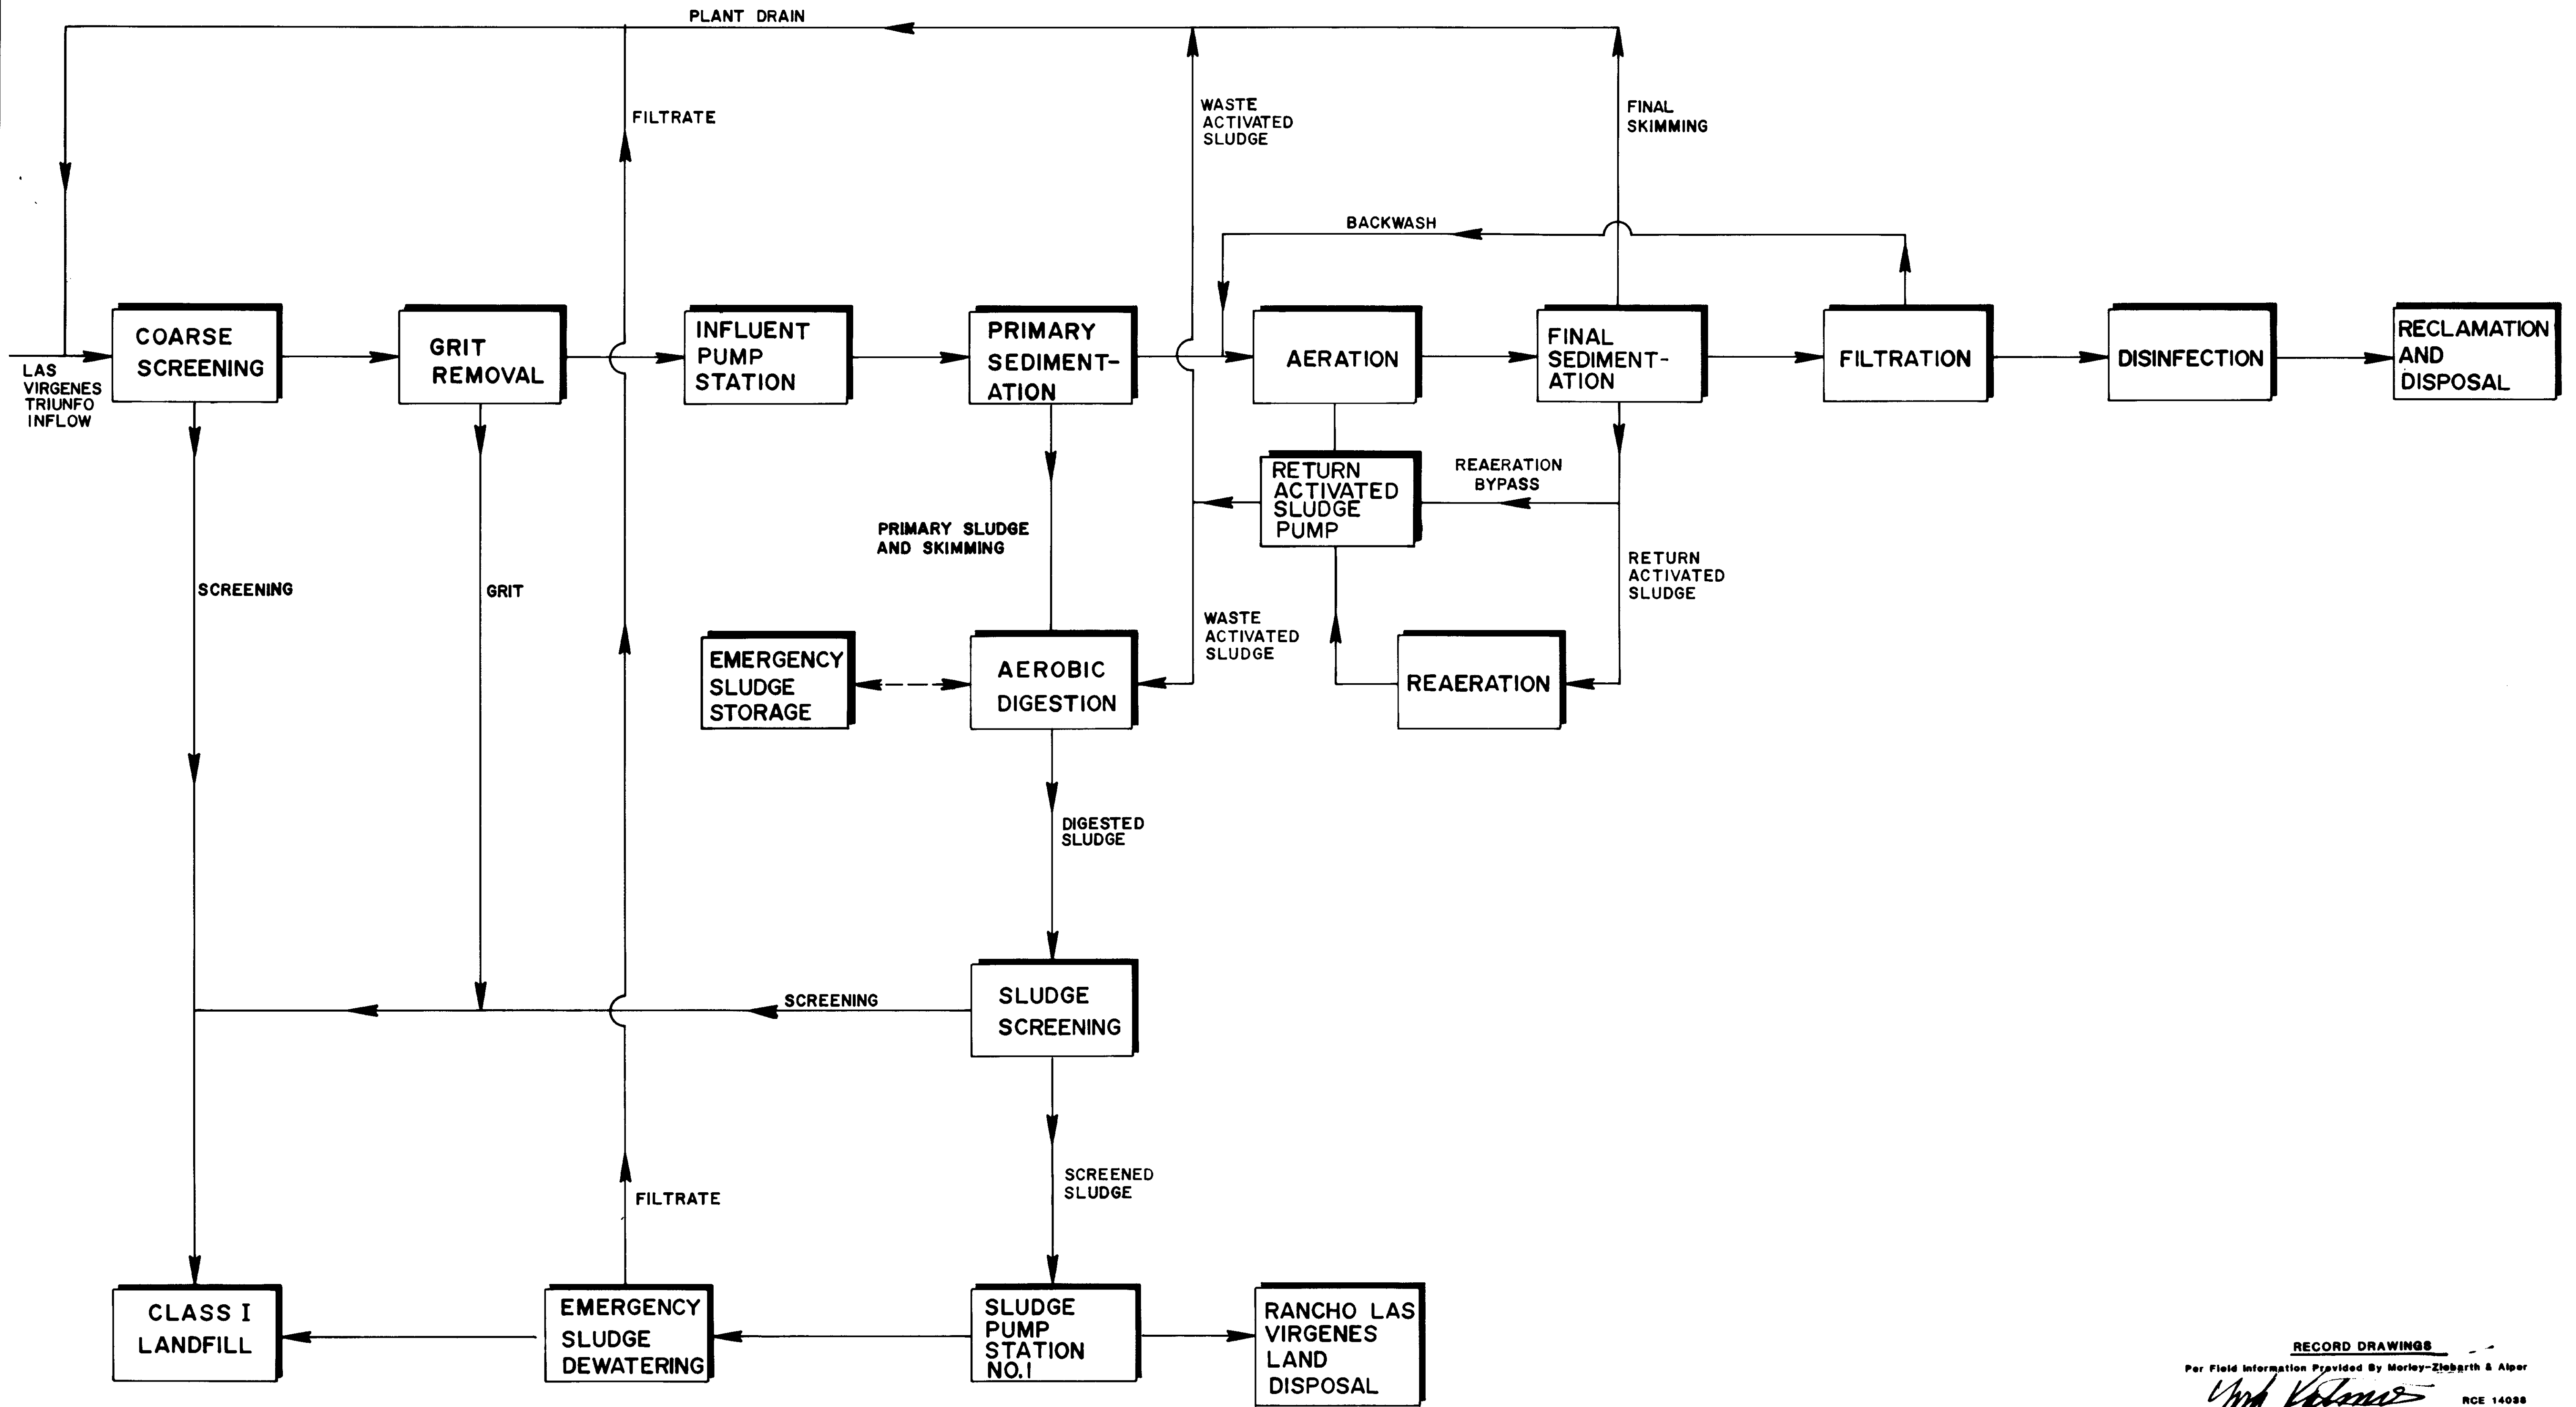 PLANT DRAIN
FILTRATE
WASTE
ACTIVATED
SLUDGE
FINAL
SKIMMING
BACKWASH
COARSE
SCREENING
GRIT
REMOVAL
INFLUENT
PUMP
STATION
PRIMARY
SEDIMENT-
ATION
AERATION
FINAL
SEDIMENT-
ATION
FILTRATION
DISINFECTION
RECLAMATION
AND
DISPOSAL
LAS
VIRGENES
TRIUNFO
INFLOW
RETURN
ACTIVATED
SLUDGE
PUMP
REAERATION
BYPASS
PRIMARY SLUDGE
AND SKIMMING
SCREENING
GRIT
RETURN
ACTIVATED
SLUDGE
WASTE
ACTIVATED
SLUDGE
EMERGENCY
SLUDGE
STORAGE
AEROBIC
DIGESTION
REAERATION
DIGESTED
SLUDGE
SCREENING
SLUDGE
SCREENING
SCREENED
SLUDGE
FILTRATE
CLASS I
LANDFILL
EMERGENCY
SLUDGE
DEWATERING
SLUDGE
PUMP
STATION
NO.1
RANCHO LAS
VIRGENES
LAND
DISPOSAL
RECORD DRAWINGS
Per Field Information Provided By Morley-Ziebarth & Alper
RCE 14038